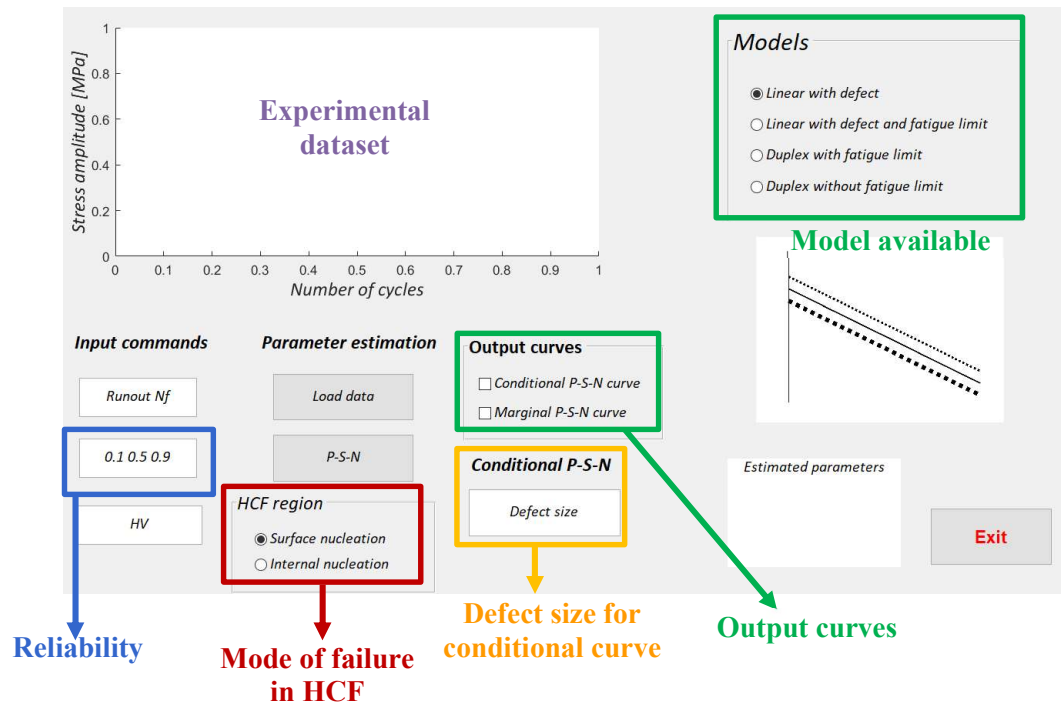 Stress amplitude [MPa]
1
0.8
0.6
0.4
0.2
0
Experimental
dataset
0 0.1 0.2 0.3 0.4 0.5 0.6 0.7 0.8 0.9 1
Number of cycles
Models
Linear with defect
Linear with defect and fatigue limit
Duplex with fatigue limit
Duplex without fatigue limit
Model available
Input commands
Runout Nf
0.1 0.5 0.9
HV
Parameter estimation
Load data
P-S-N
HCF region
Surface nucleation
Internal nucleation
Output curves
Conditional P-S-N curve
Marginal P-S-N curve
Conditional P-S-N
Defect size
Estimated parameters
Exit
Reliability
Mode of failure
in HCF
Defect size for
conditional curve
Output curves